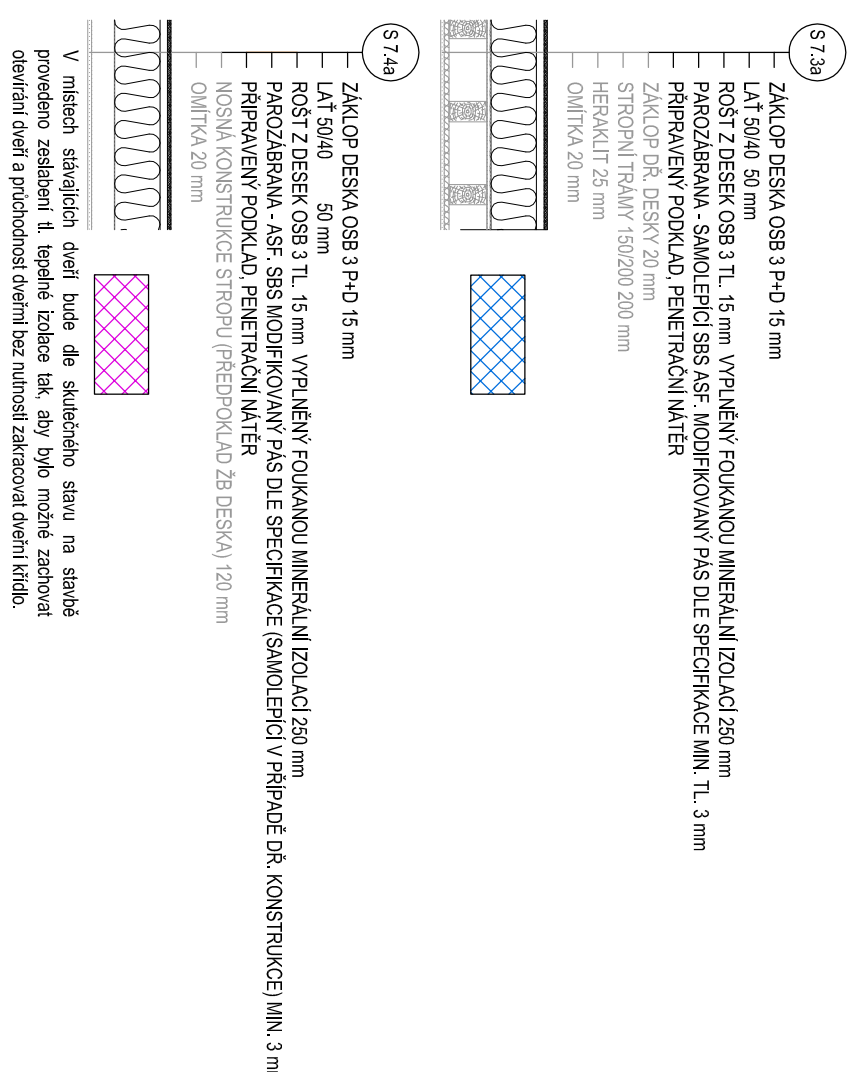 S 7.3a
ZÁKLOP DESKA OSB 3 P+D 15 mm
LAŤ 50/40 50 mm
ROŠT Z DESEK OSB 3 TL. 15 mm VYPLNĚNÝ FOUKANOU MINERÁLNÍ IZOLACÍ 250 mm
PAROZÁBRANA - SAMOLEPÍCÍ SBS ASF. MODIFIKOVANÝ PÁS DLE SPECIFIKACE MIN. TL. 3 mm
PŘIPRAVENÝ PODKLAD, PENETRAČNÍ NÁTĚR
ZÁKLOP DŘ. DESKY 20 mm
STROPNÍ TRÁMY 150/200 200 mm
HERAKLIT 25 mm
OMÍTKA 20 mm
S 7.4a
ZÁKLOP DESKA OSB 3 P+D 15 mm
LAŤ 50/40 50 mm
ROŠT Z DESEK OSB 3 TL. 15 mm VYPLNĚNÝ FOUKANOU MINERÁLNÍ IZOLACÍ 250 mm
PAROZÁBRANA - ASF. SBS MODIFIKOVANÝ PÁS DLE SPECIFIKACE (SAMOLEPÍCÍ V PŘÍPADĚ DŘ. KONSTRUKCE) MIN. 3 m
PŘIPRAVENÝ PODKLAD, PENETRAČNÍ NÁTĚR
NOSNÁ KONSTRUKCE STROPU (PŘEDPOKLAD ŽB DESKA) 120 mm
OMÍTKA 20 mm
V místech stávajících dveří bude dle skutečného stavu na stavbě
provedeno zeslabení tl. tepelné izolace tak, aby bylo možné zachovat
otevírání dveří a průchodnost dveřmi bez nutnosti zakracovat dveřní křídlo.